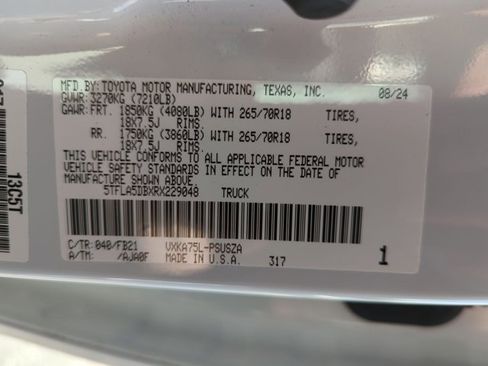 MFD.BY:TOYOTA MOTOR MANUFACTURING, TEXAS, INC. 08/24
GVWR: 3270KG (7210LB)
GAWR: FRT. 1850KG (4080LB) WITH 265/70R18 TIRES,
18X7.5J RIMS.
RR. 1750KG (3860LB) WITH 265/70R18 TIRES,
18X7.5J RIMS.
THIS VEHICLE CONFORMS TO ALL APPLICABLE FEDERAL MOTOR
VEHICLE SAFETY STANDARDS IN EFFECT ON THE DATE OF
MANUFACTURE SHOWN ABOVE.
5TFLA5DBXRX229048 TRUCK
C/TR: 040/FB21 VXKA75L-PSUSZA
A/TM: /AJA0F MADE IN U.S.A. 317 1
13C5T